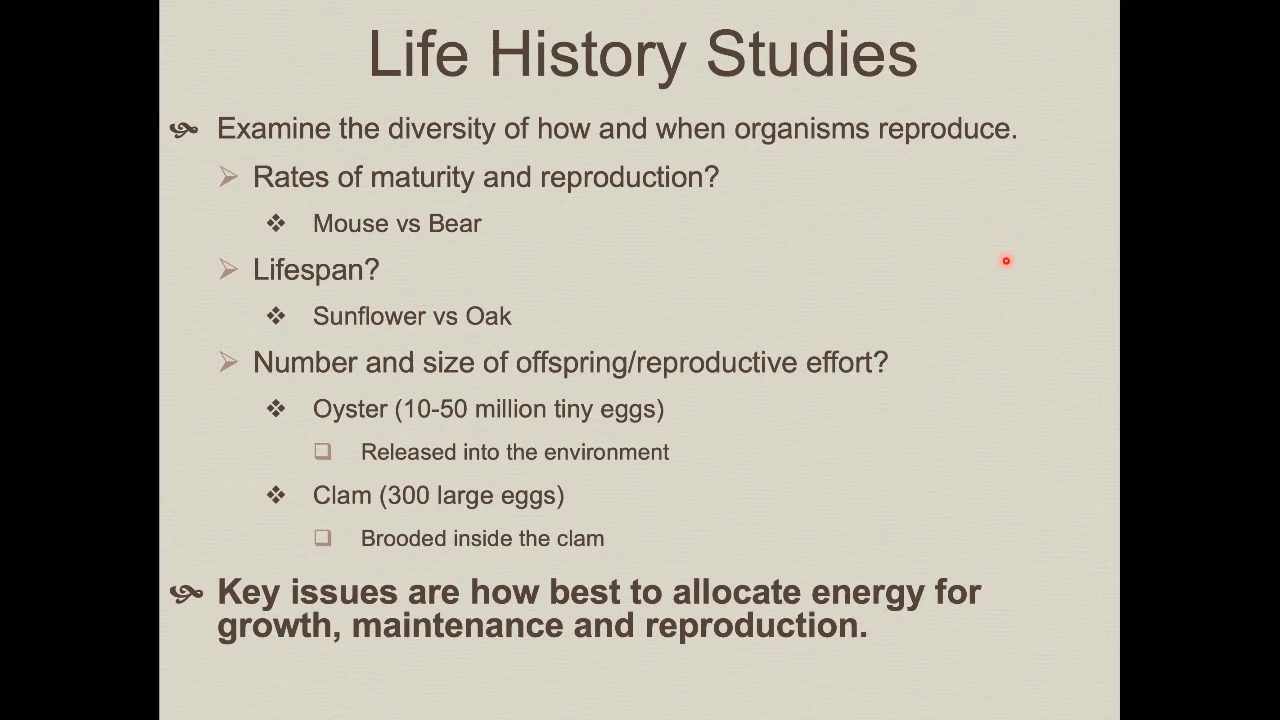 Life History Studies
Examine the diversity of how and when organisms reproduce.
Rates of maturity and reproduction?
Mouse vs Bear
Lifespan?
Sunflower vs Oak
Number and size of offspring/reproductive effort?
Oyster (10-50 million tiny eggs)
Released into the environment
Clam (300 large eggs)
Brooded inside the clam
Key issues are how best to allocate energy for
growth, maintenance and reproduction.